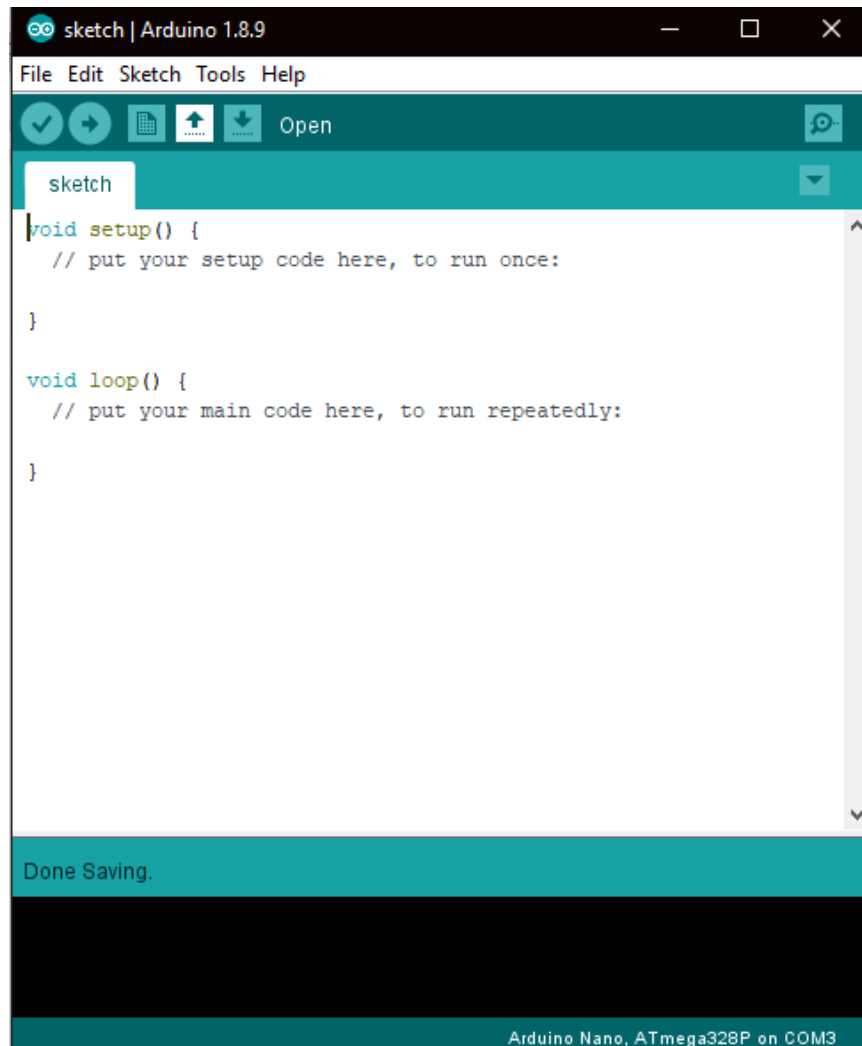 sketch | Arduino 1.8.9
File Edit Sketch Tools Help
Open
sketch
void setup() {
  // put your setup code here, to run once:
}
void loop() {
  // put your main code here, to run repeatedly:
}
Done Saving.
Arduino Nano, ATmega328P on COM3